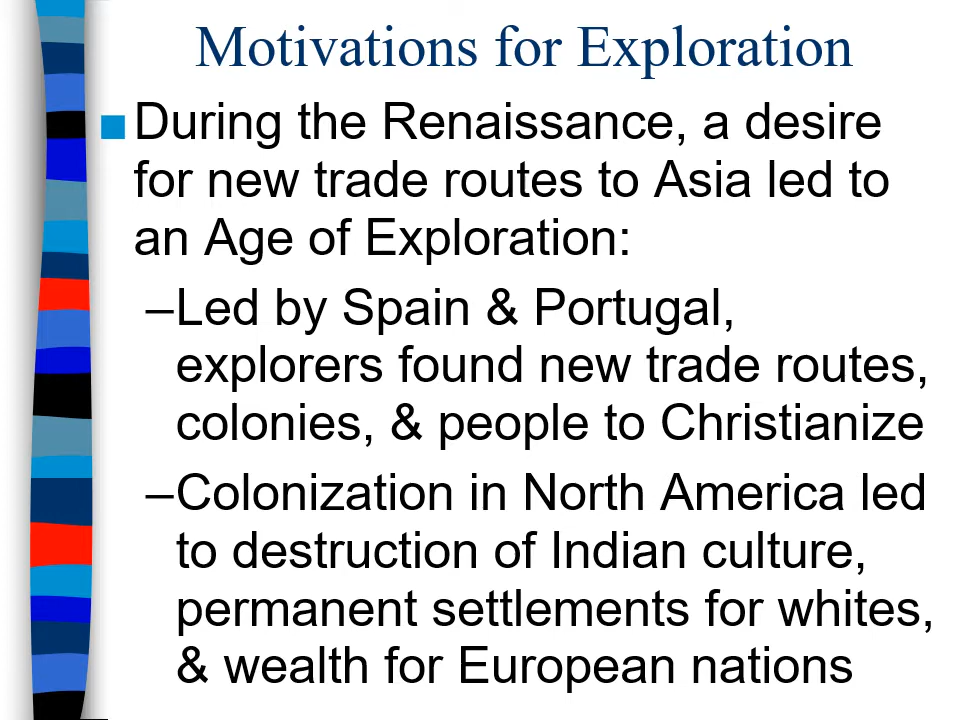 Motivations for Exploration
■During the Renaissance, a desire
for new trade routes to Asia led to
an Age of Exploration:
–Led by Spain & Portugal,
explorers found new trade routes,
colonies, & people to Christianize
–Colonization in North America led
to destruction of Indian culture,
permanent settlements for whites,
& wealth for European nations